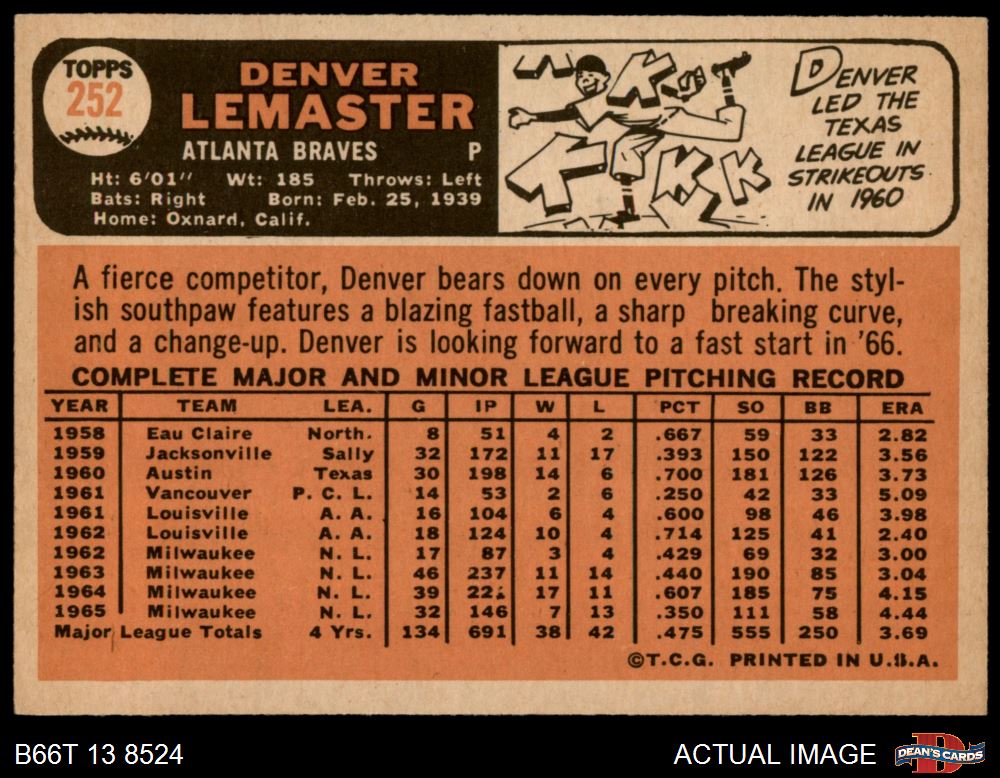 TOPPS
252
DENVER
LEMASTER
ATLANTA BRAVES P
Ht: 6'01" Wt: 185 Throws: Left
Bats: Right Born: Feb. 25, 1939
Home: Oxnard, Calif.
K
K K K
DENVER
LED THE
TEXAS
LEAGUE IN
STRIKEOUTS
IN 1960
A fierce competitor, Denver bears down on every pitch. The styl-
ish southpaw features a blazing fastball, a sharp breaking curve,
and a change-up. Denver is looking forward to a fast start in '66.
COMPLETE MAJOR AND MINOR LEAGUE PITCHING RECORD
YEAR TEAM LEA. G IP W L PCT SO BB ERA
1958 Eau Claire North. 8 51 4 2 .667 59 33 2.82
1959 Jacksonville Sally 32 172 11 17 .393 150 122 3.56
1960 Austin Texas 30 198 14 6 .700 181 126 3.73
1961 Vancouver P. C. L. 14 53 2 6 .250 42 33 5.09
1961 Louisville A. A. 16 104 6 4 .600 98 46 3.98
1962 Louisville A. A. 18 124 10 4 .714 125 41 2.40
1962 Milwaukee N. L. 17 87 3 4 .429 69 32 3.00
1963 Milwaukee N. L. 46 237 11 14 .440 190 85 3.04
1964 Milwaukee N. L. 39 17 11 .607 185 75 4.15
1965 Milwaukee N. L. 32 146 7 13 .350 111 58 4.44
Major League Totals 4 Yrs. 134 691 38 42 .475 555 250 3.69
©T.C.G. PRINTED IN U.S.A.
B66T 13 8524
ACTUAL IMAGE
D
DEAN'S CARDS